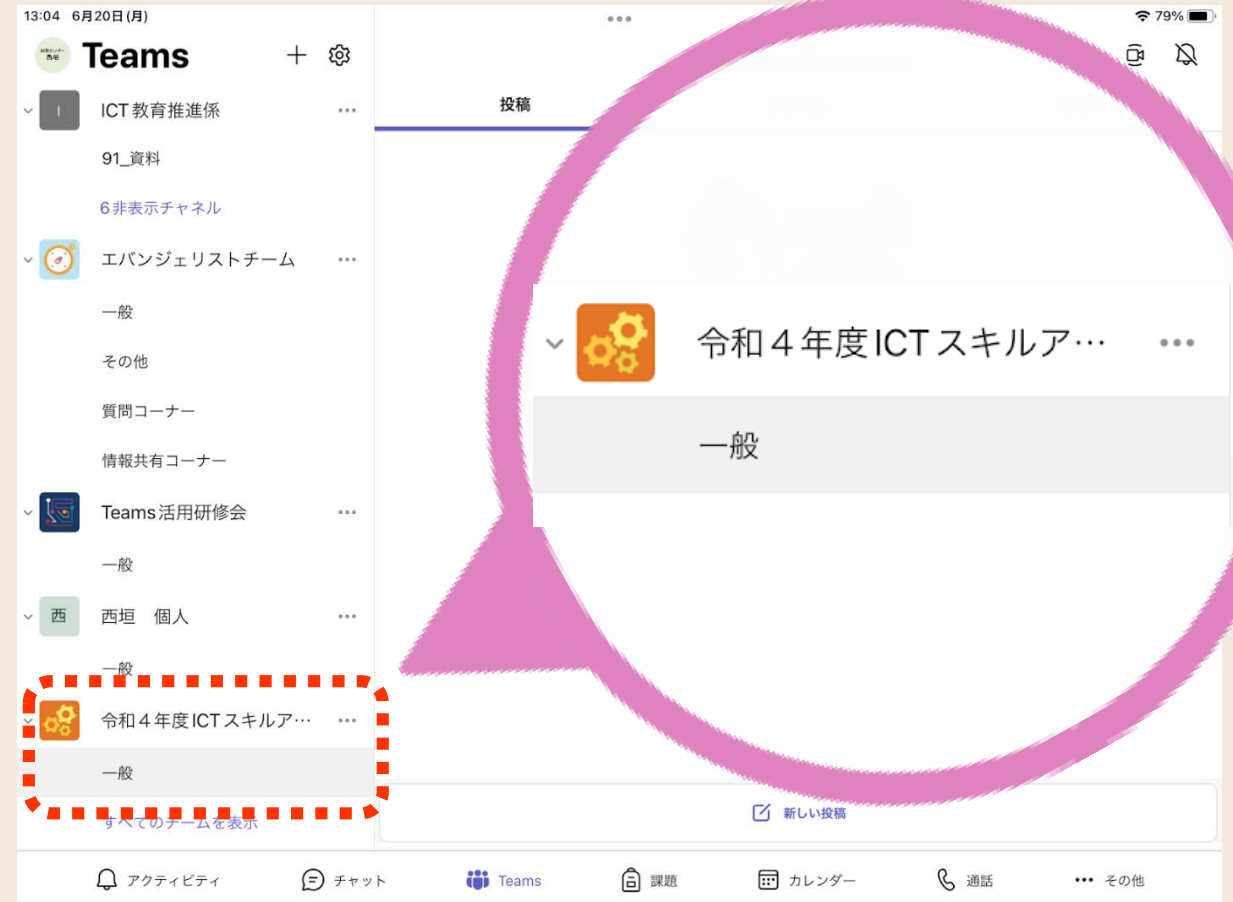 13:04 6月20日(月)
79%
西垣
Teams
投稿
I
ICT教育推進係
91_資料
6非表示チャネル
エバンジェリストチーム
一般
その他
質問コーナー
情報共有コーナー
Teams活用研修会
一般
西
西垣 個人
一般
令和4年度ICTスキルア…
一般
すべてのチームを表示
令和4年度ICTスキルア…
一般
新しい投稿
アクティビティ
チャット
Teams
課題
カレンダー
通話
その他